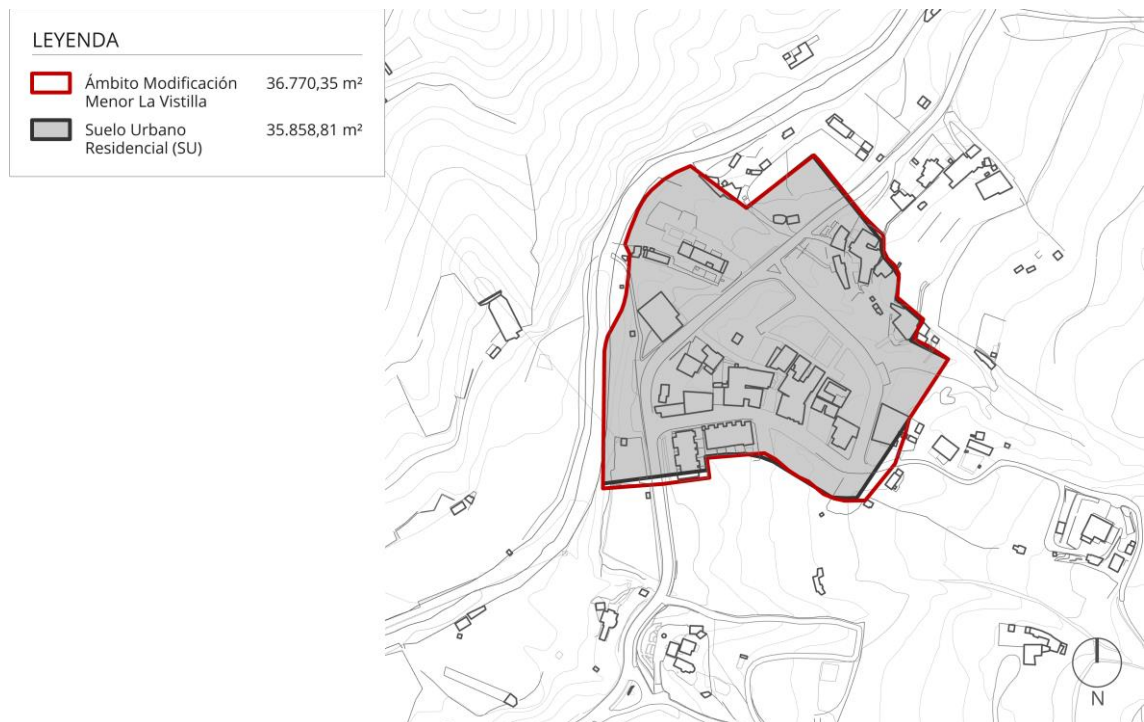 LEYENDA
Ámbito Modificación 36.770,35 m²
Menor La Vistilla
Suelo Urbano 35.858,81 m²
Residencial (SU)
N